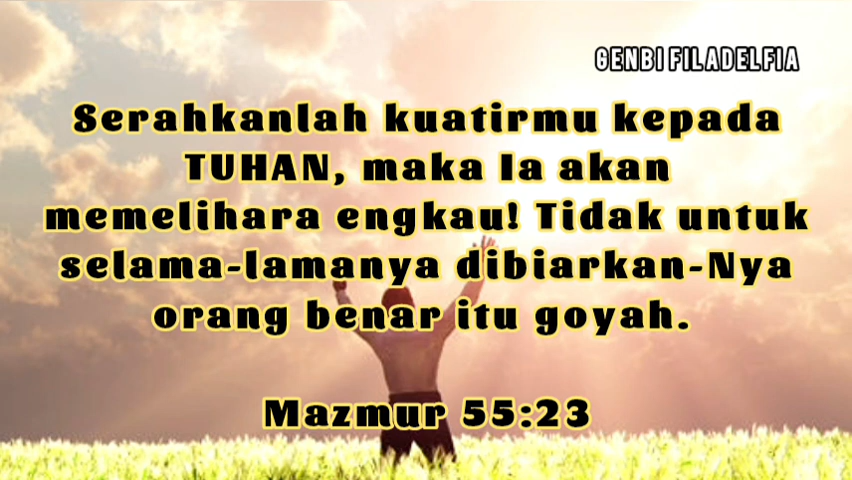 GENBI FILADELFIA
Serahkanlah kuatirmu kepada
TUHAN, maka Ia akan
memelihara engkau! Tidak untuk
selama-lamanya dibiarkan-Nya
orang benar itu goyah.
Mazmur 55:23